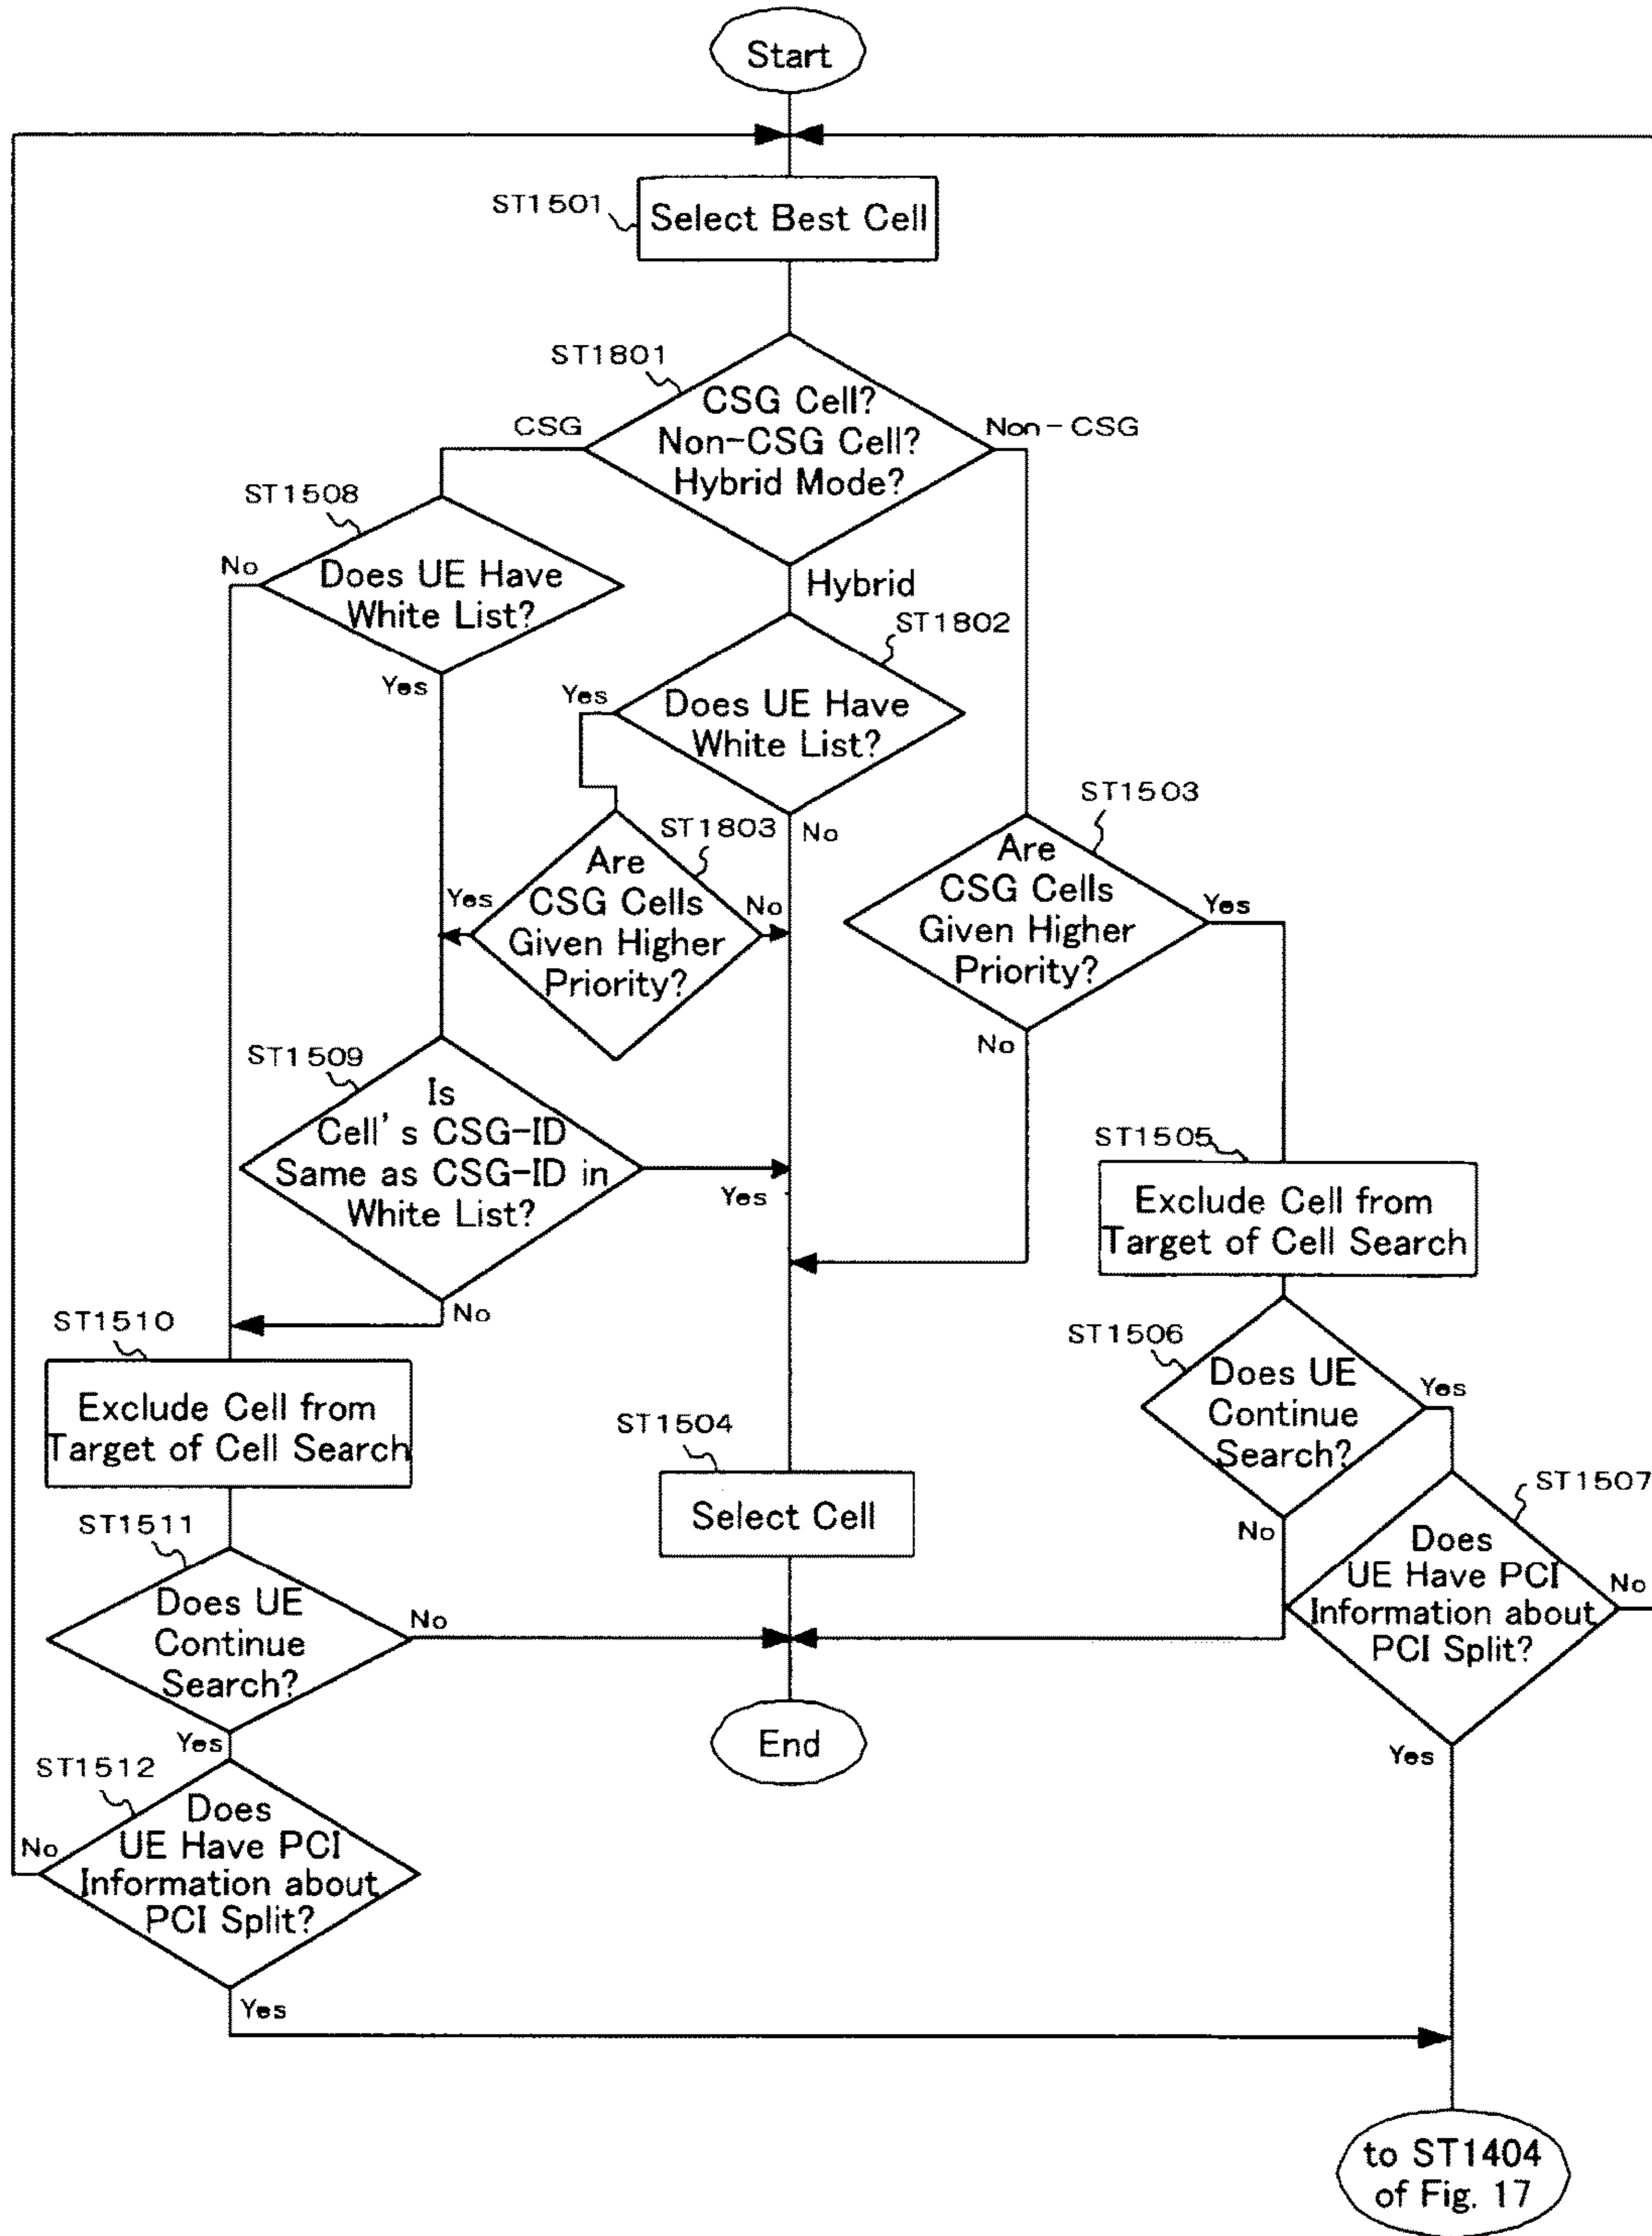 Start
ST1501
Select Best Cell
ST1801
CSG Cell?
Non-CSG Cell?
Hybrid Mode?
CSG
Non-CSG
Hybrid
ST1508
Does UE Have
White List?
No
Yes
ST1802
Does UE Have
White List?
Yes
No
ST1803
Are
CSG Cells
Given Higher
Priority?
Yes
No
ST1503
Are
CSG Cells
Given Higher
Priority?
Yes
No
ST1509
Is
Cell's CSG-ID
Same as CSG-ID in
White List?
Yes
No
ST1505
Exclude Cell from
Target of Cell Search
ST1510
Exclude Cell from
Target of Cell Search
ST1506
Does UE
Continue
Search?
Yes
No
ST1504
Select Cell
ST1507
Does
UE Have PCI
Information about
PCI Split?
No
Yes
ST1511
Does UE
Continue
Search?
No
Yes
End
ST1512
Does
UE Have PCI
Information about
PCI Split?
No
Yes
to ST1404
of Fig. 17